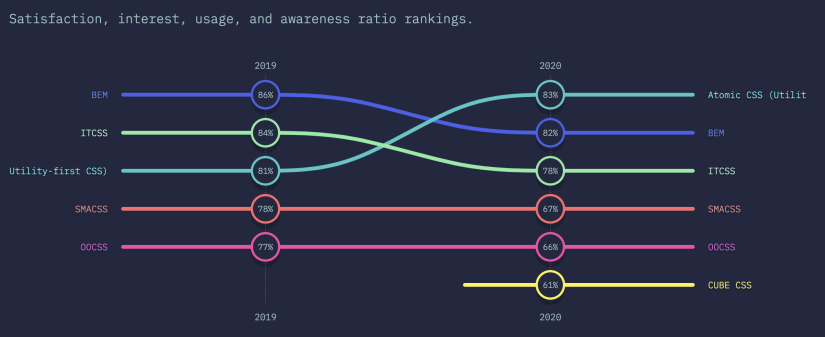 Satisfaction, interest, usage, and awareness ratio rankings.
2019 2020
BEM 86% 83% Atomic CSS (Utilit
ITCSS 84% 82% BEM
Utility-first CSS) 81% 78% ITCSS
SMACSS 78% 67% SMACSS
OOCSS 77% 66% OOCSS
61% CUBE CSS
2019 2020